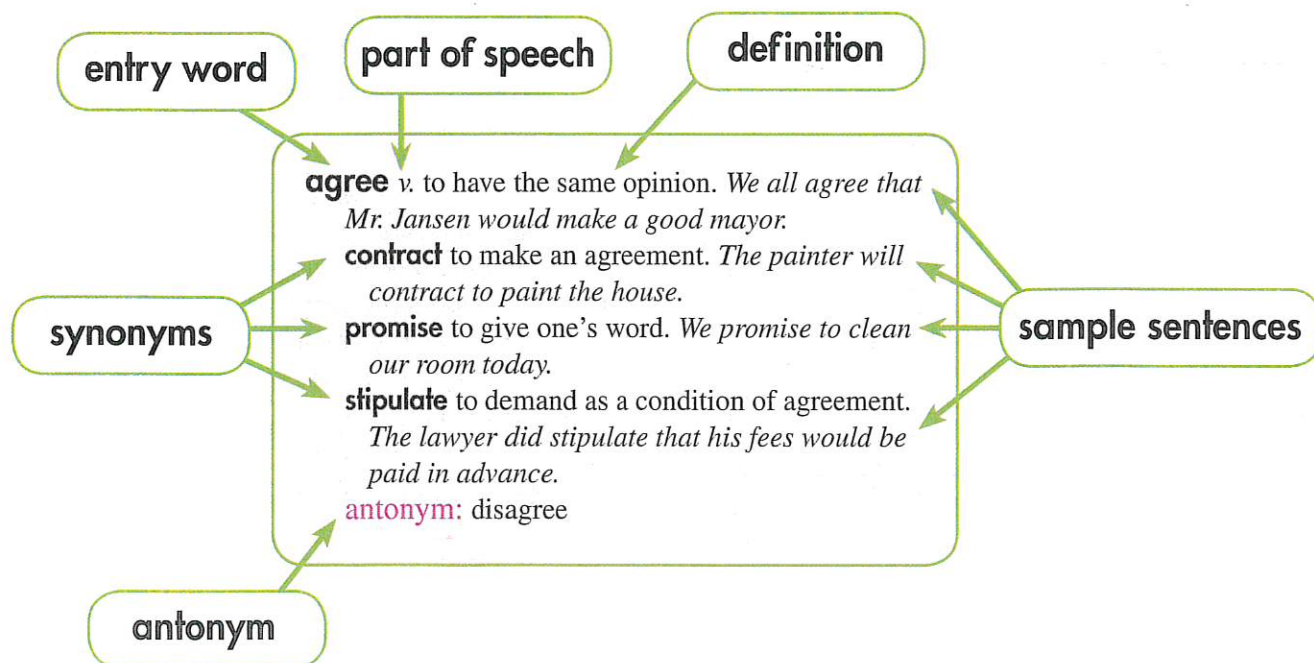 entry word
part of speech
definition
agree v. to have the same opinion. We all agree that
Mr. Jansen would make a good mayor.
contract to make an agreement. The painter will
contract to paint the house.
promise to give one's word. We promise to clean
our room today.
stipulate to demand as a condition of agreement.
The lawyer did stipulate that his fees would be
paid in advance.
antonym: disagree
synonyms
sample sentences
antonym